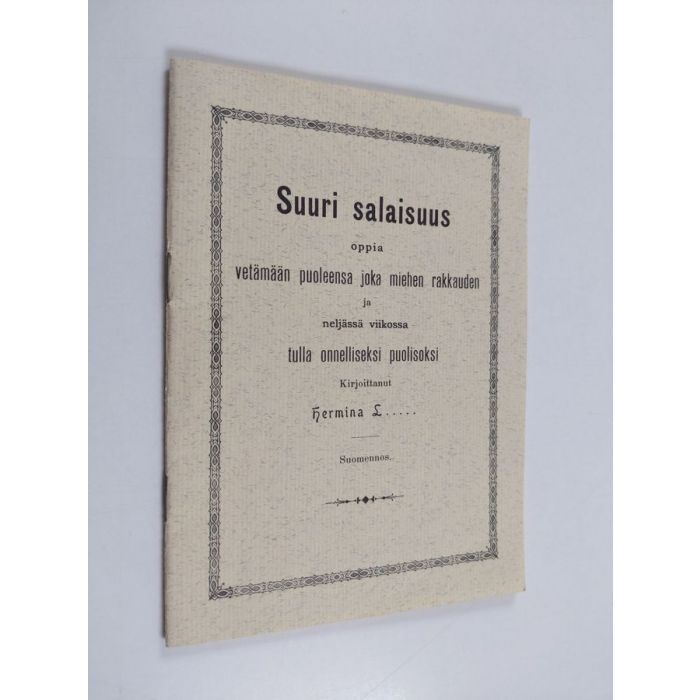 Suuri salaisuus
oppia
vetämään puoleensa joka miehen rakkauden
ja
neljässä viikossa
tulla onnelliseksi puolisoksi
Kirjoittanut
Hermina L.....
Suomennos.